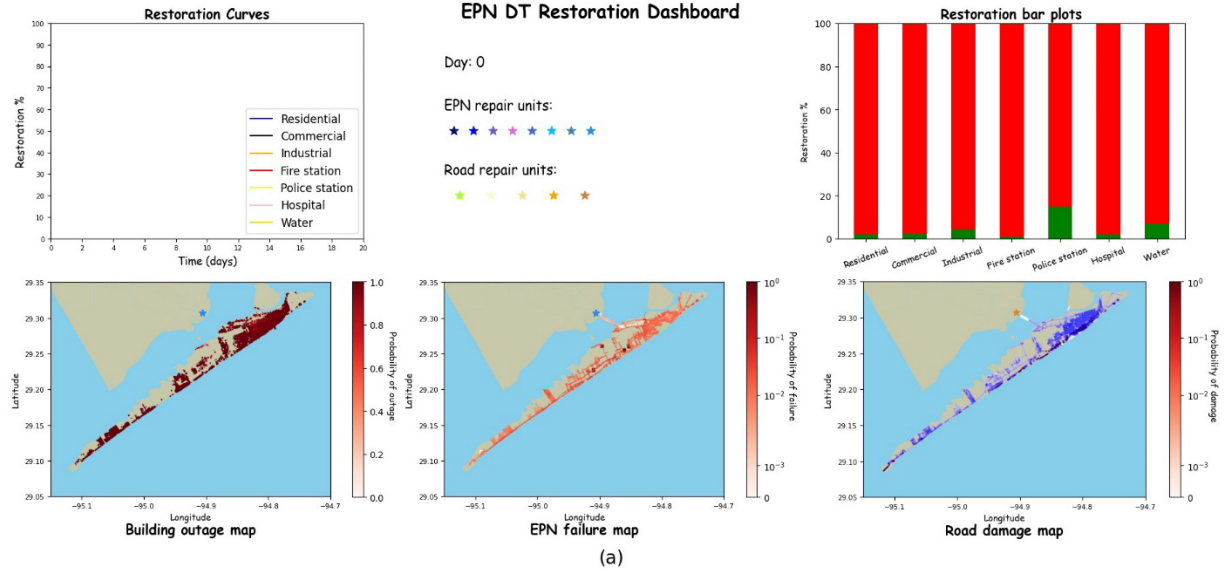 Restoration Curves
EPN DT Restoration Dashboard
Restoration bar plots
100
90
80
70
60
50
40
30
20
10
0
Restoration %
0 2 4 6 8 10 12 14 16 18 20
Time (days)
Residential
Commercial
Industrial
Fire station
Police station
Hospital
Water
Day: 0
EPN repair units:
Road repair units:
100
80
60
40
20
0
Restoration %
Residential
Commercial
Industrial
Fire station
Police station
Hospital
Water
29.35
29.30
29.25
29.20
29.15
29.10
29.05
Latitude
−95.1 −95.0 −94.9 −94.8 −94.7
Longitude
1.0
0.8
0.6
0.4
0.2
0.0
Probability of outage
Building outage map
29.35
29.30
29.25
29.20
29.15
29.10
29.05
Latitude
−95.1 −95.0 −94.9 −94.8 −94.7
Longitude
10⁰
10⁻¹
10⁻²
10⁻³
0
Probability of failure
EPN failure map
29.35
29.30
29.25
29.20
29.15
29.10
29.05
Latitude
−95.1 −95.0 −94.9 −94.8 −94.7
Longitude
10⁰
10⁻¹
10⁻²
10⁻³
0
Probability of damage
Road damage map
(a)